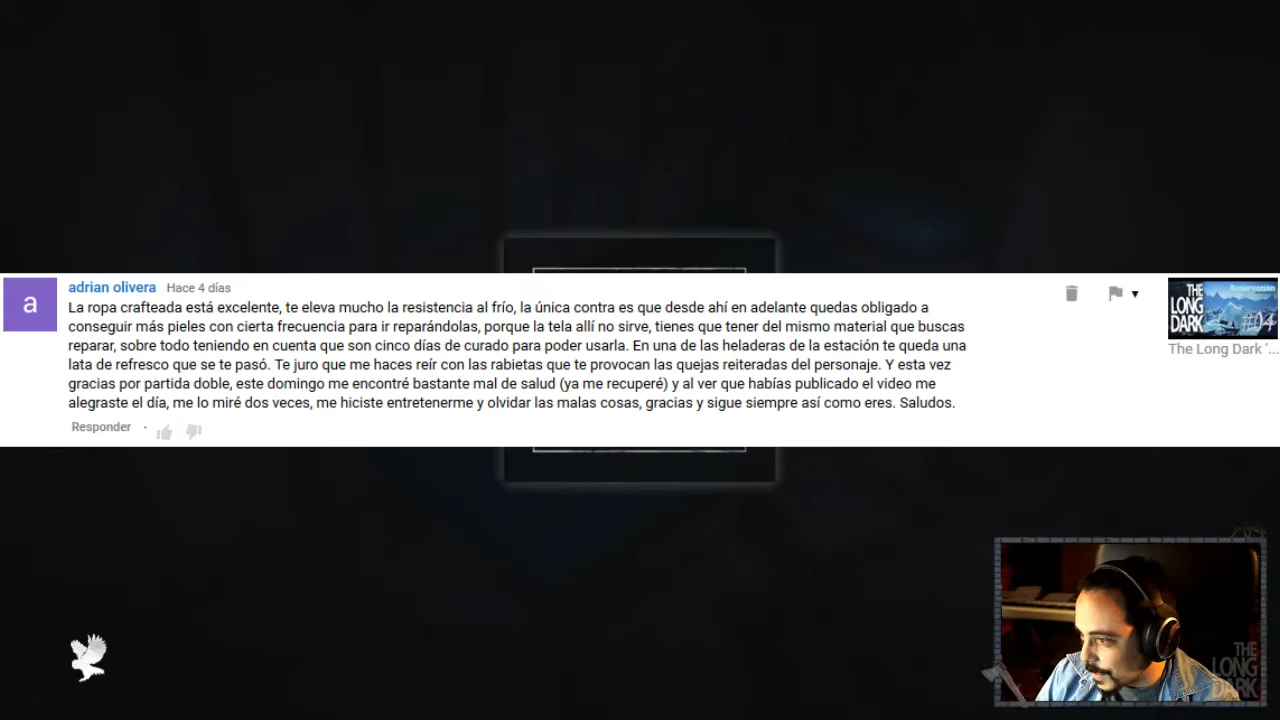 adrian olivera Hace 4 días
La ropa crafteada está excelente, te eleva mucho la resistencia al frío, la única contra es que desde ahí en adelante quedas obligado a
conseguir más pieles con cierta frecuencia para ir reparándolas, porque la tela allí no sirve, tienes que tener del mismo material que buscas
reparar, sobre todo teniendo en cuenta que son cinco días de curado para poder usarla. En una de las heladeras de la estación te queda una
lata de refresco que se te pasó. Te juro que me haces reír con las rabietas que te provocan las quejas reiteradas del personaje. Y esta vez
gracias por partida doble, este domingo me encontré bastante mal de salud (ya me recuperé) y al ver que habías publicado el video me
alegraste el día, me lo miré dos veces, me hiciste entretenerme y olvidar las malas cosas, gracias y sigue siempre así como eres. Saludos.
Responder ·
a
Resurrección
THE
LONG
DARK
#04
The Long Dark '...
THE
LONG
DARK